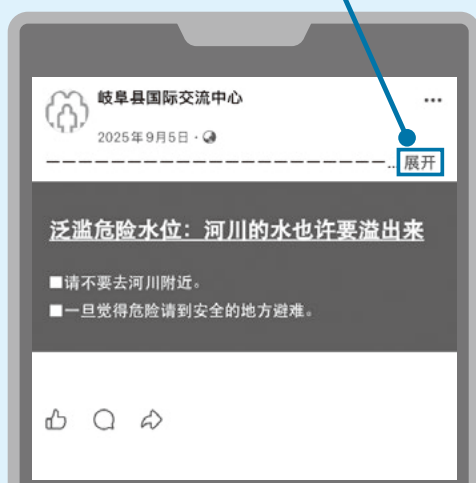 岐阜县国际交流中心
2025年9月5日 ·
... 展开
泛滥危险水位：河川的水也许要溢出来
■请不要去河川附近。
■一旦觉得危险请到安全的地方避难。